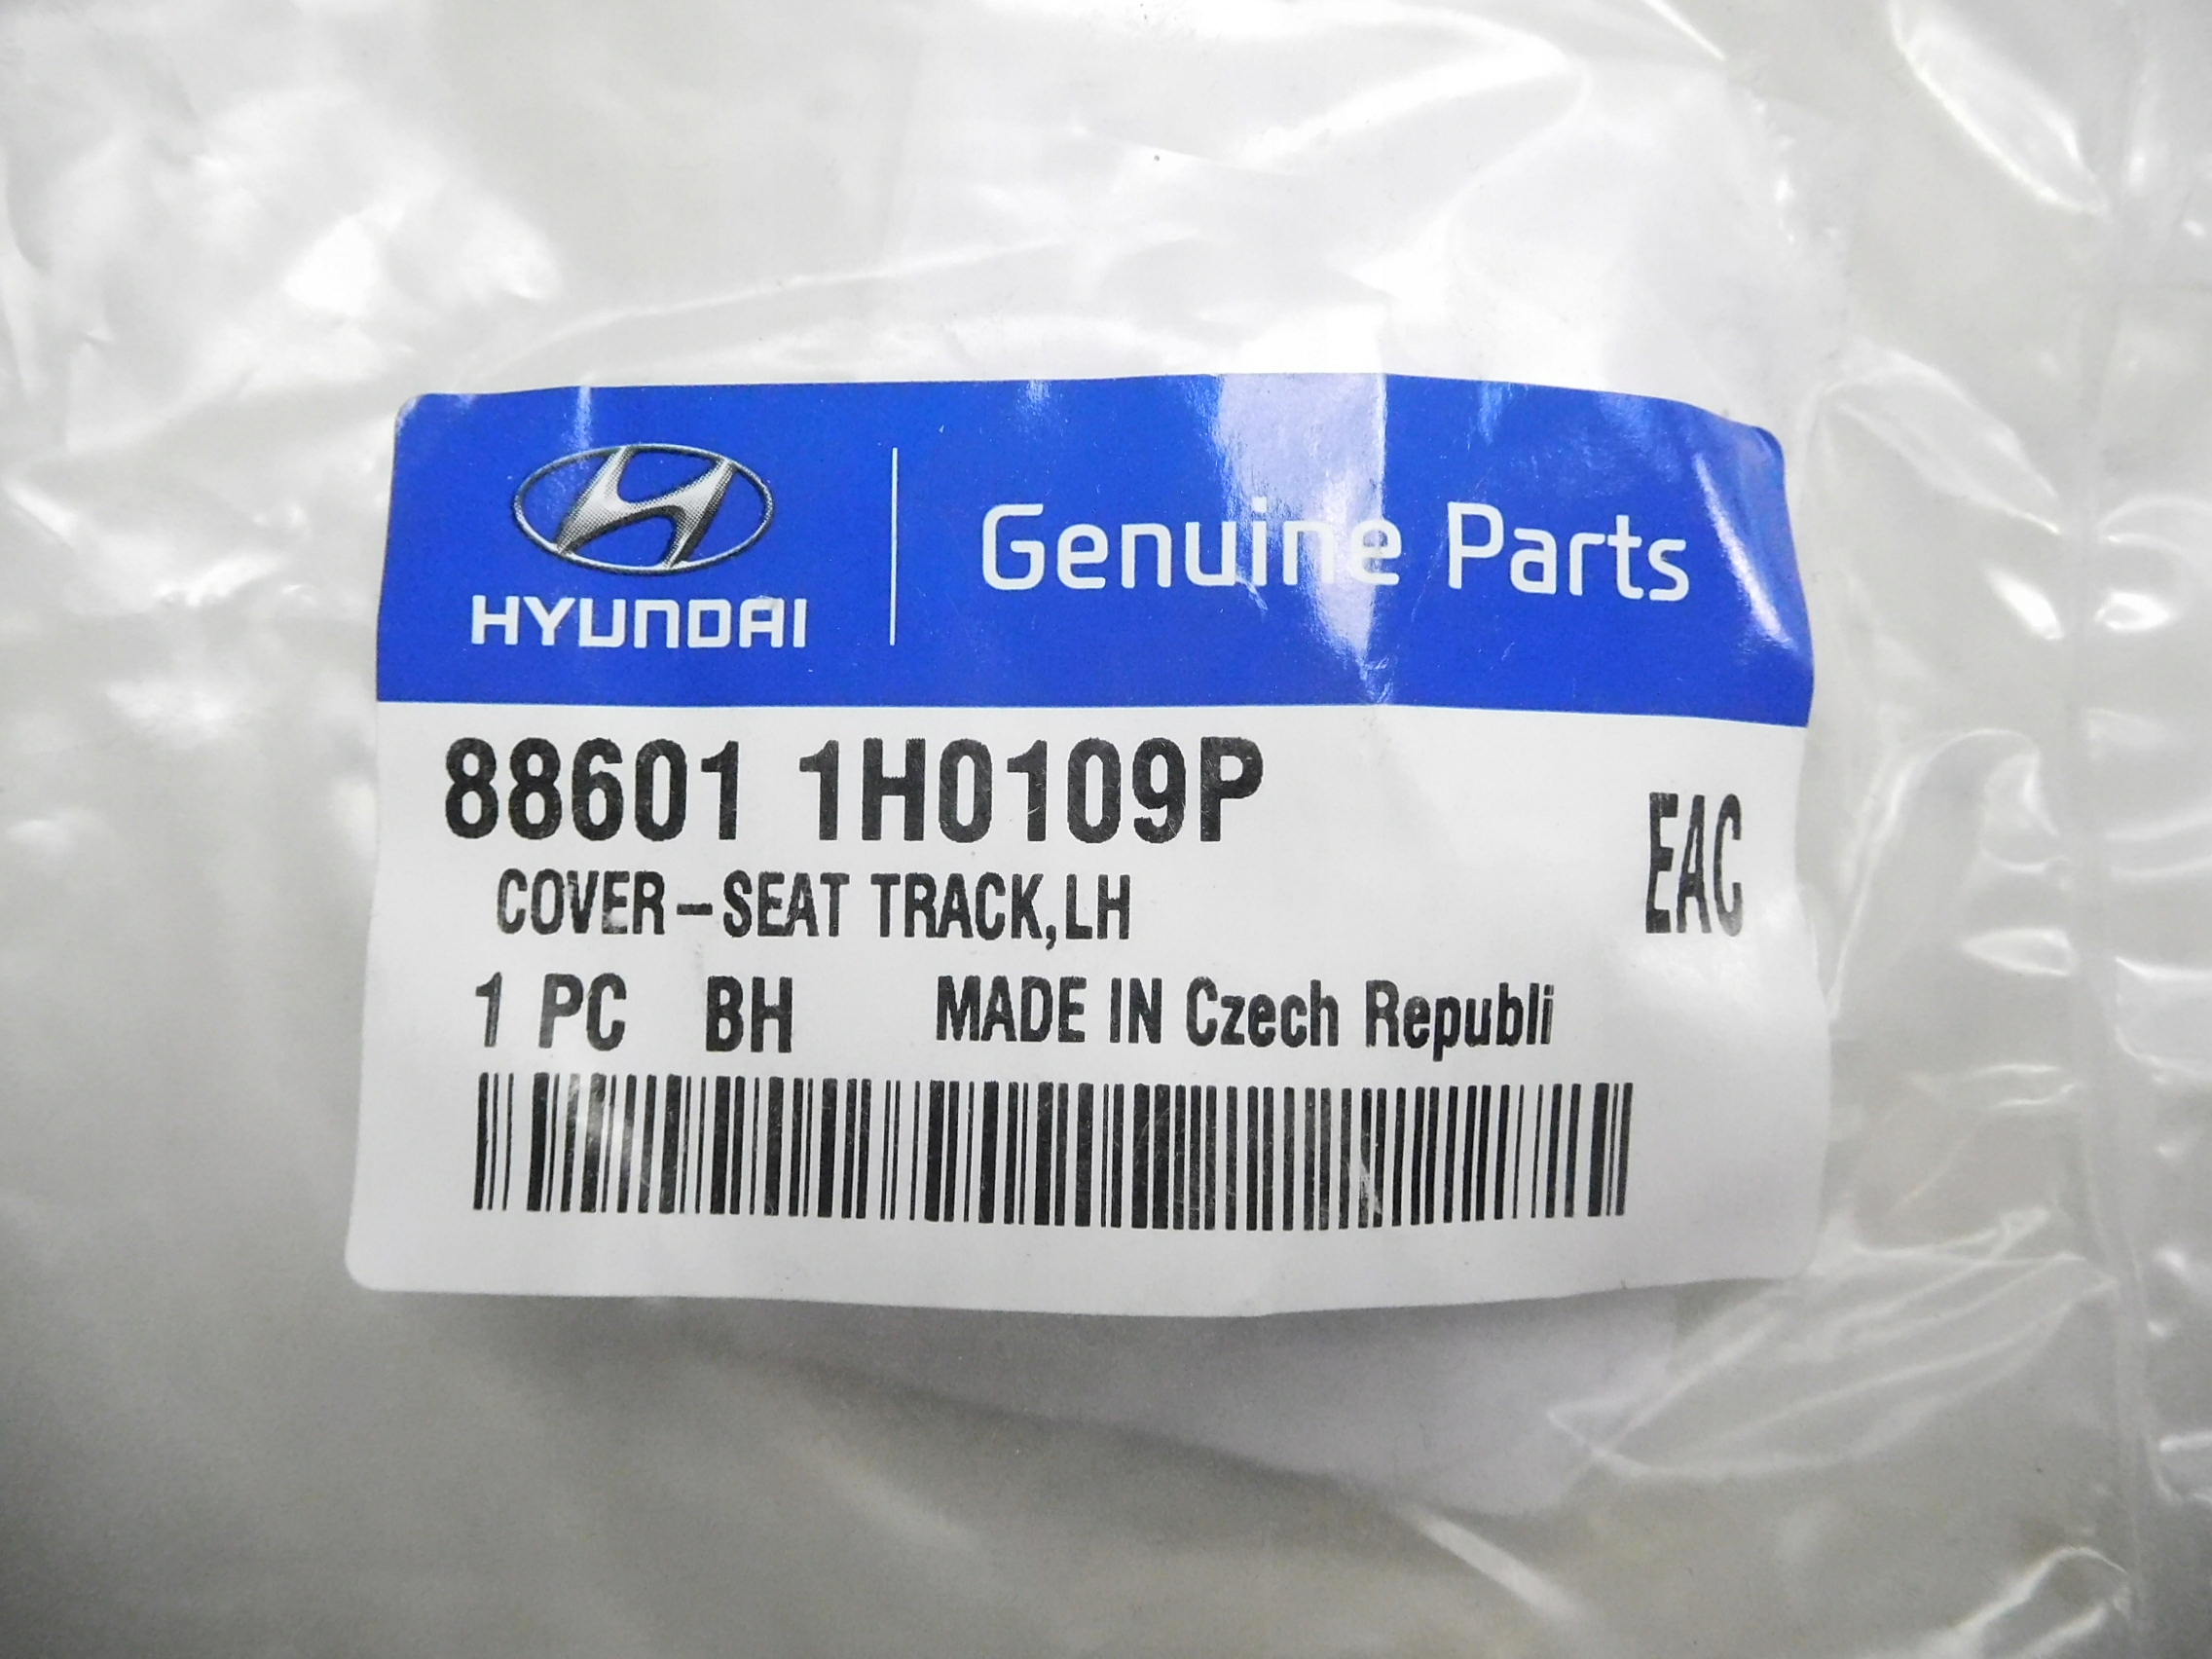 HYUNDAI
Genuine Parts
88601 1H0109P
EAC
COVER-SEAT TRACK,LH
1 PC BH MADE IN Czech Republi